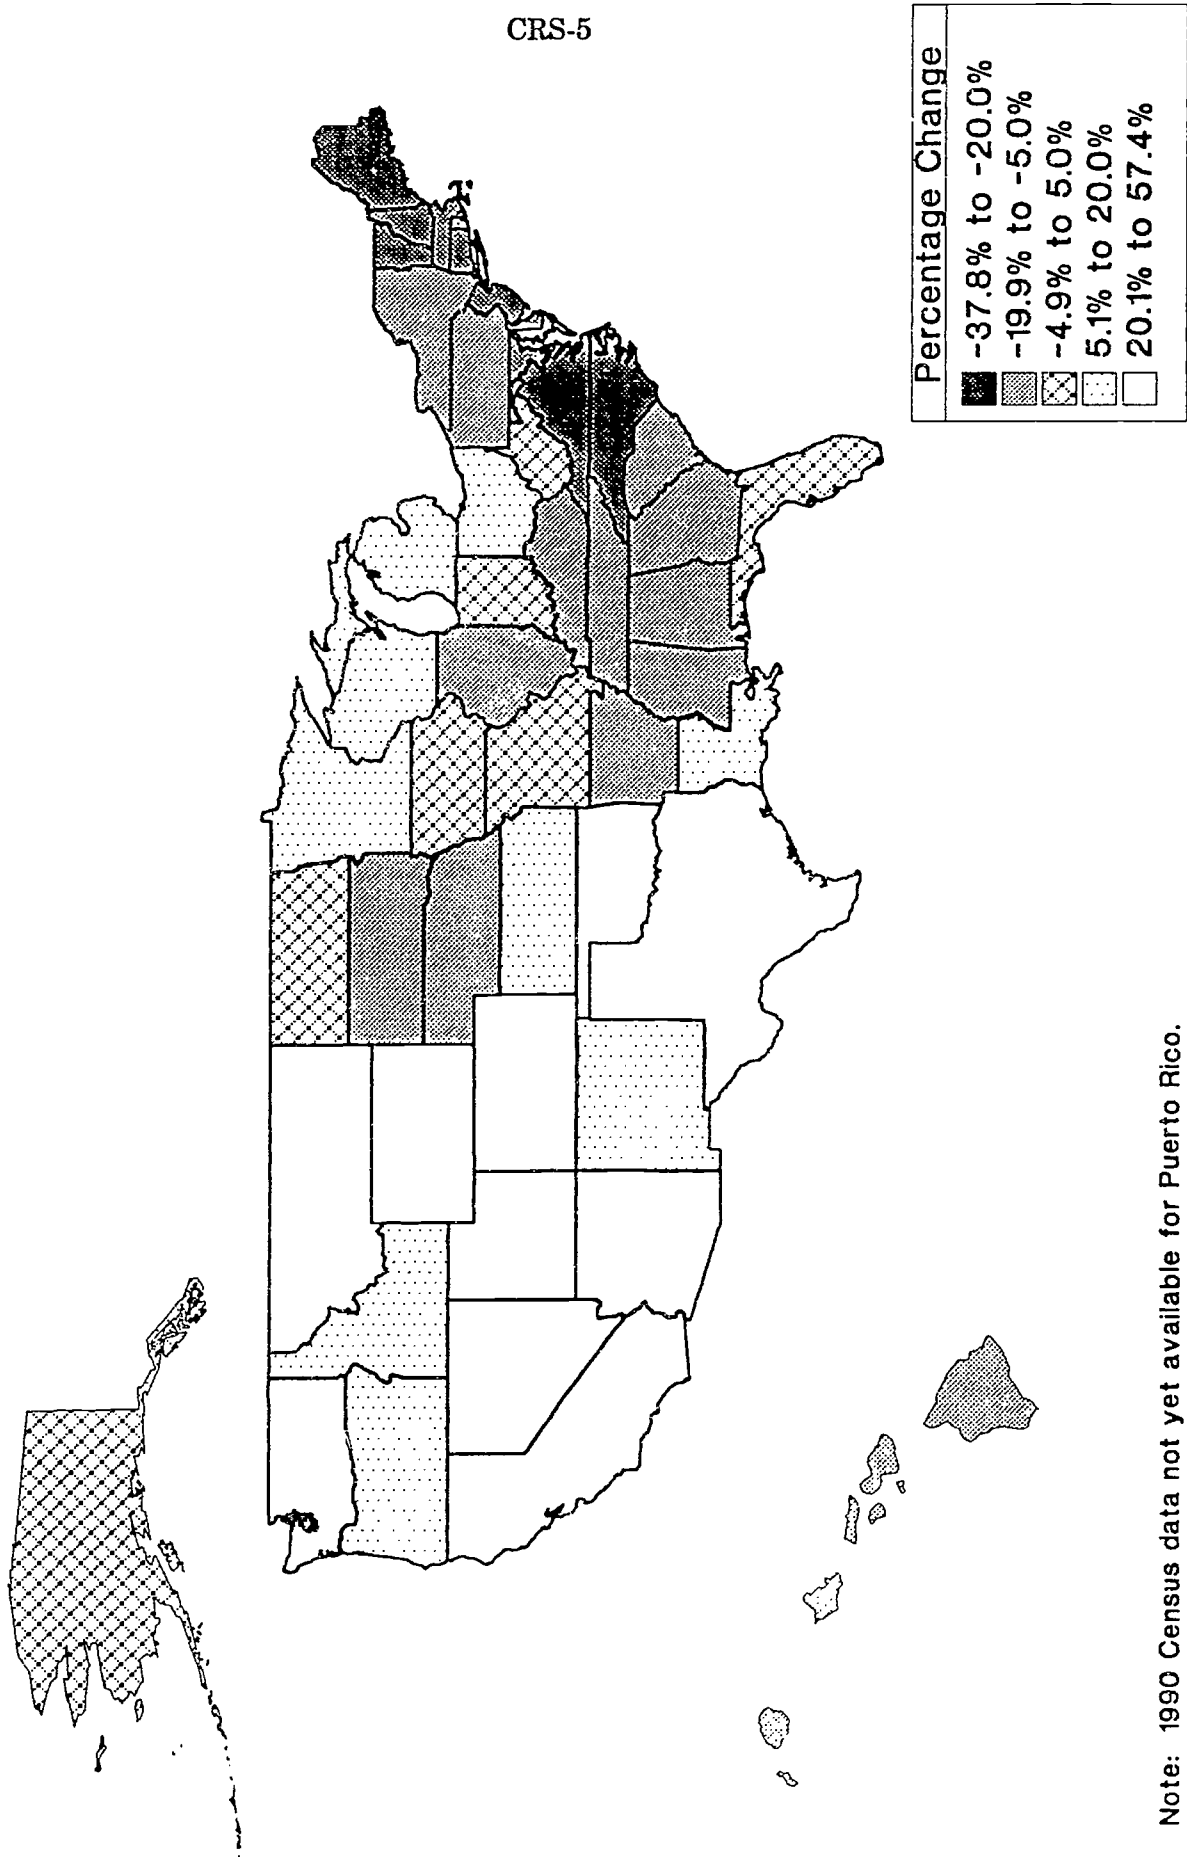 CRS-5
Percentage Change
-37.8% to -20.0%
-19.9% to -5.0%
-4.9% to 5.0%
5.1% to 20.0%
20.1% to 57.4%
Note: 1990 Census data not yet available for Puerto Rico.